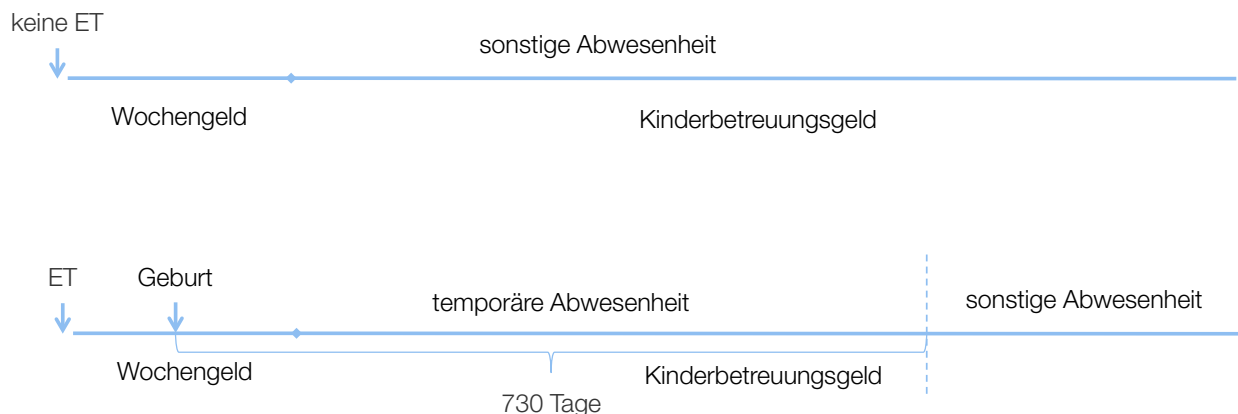 keine ET
sonstige Abwesenheit
Wochengeld
Kinderbetreuungsgeld
ET
Geburt
temporäre Abwesenheit
sonstige Abwesenheit
Wochengeld
Kinderbetreuungsgeld
730 Tage